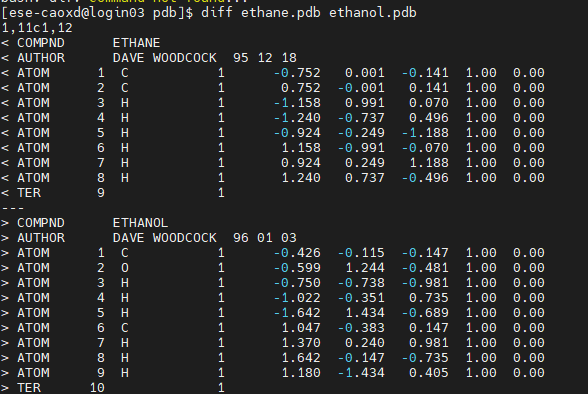 bash: dir: command not found...
[ese-caoxd@login03 pdb]$ diff ethane.pdb ethanol.pdb
1,11c1,12
< COMPND      ETHANE
< AUTHOR      DAVE WOODCOCK  95 12 18
< ATOM      1  C           1      -0.752   0.001  -0.141  1.00  0.00
< ATOM      2  C           1       0.752  -0.001   0.141  1.00  0.00
< ATOM      3  H           1      -1.158   0.991   0.070  1.00  0.00
< ATOM      4  H           1      -1.240  -0.737   0.496  1.00  0.00
< ATOM      5  H           1      -0.924  -0.249  -1.188  1.00  0.00
< ATOM      6  H           1       1.158  -0.991  -0.070  1.00  0.00
< ATOM      7  H           1       0.924   0.249   1.188  1.00  0.00
< ATOM      8  H           1       1.240   0.737  -0.496  1.00  0.00
< TER       9              1
---
> COMPND      ETHANOL
> AUTHOR      DAVE WOODCOCK  96 01 03
> ATOM      1  C           1      -0.426  -0.115  -0.147  1.00  0.00
> ATOM      2  O           1      -0.599   1.244  -0.481  1.00  0.00
> ATOM      3  H           1      -0.750  -0.738  -0.981  1.00  0.00
> ATOM      4  H           1      -1.022  -0.351   0.735  1.00  0.00
> ATOM      5  H           1      -1.642   1.434  -0.689  1.00  0.00
> ATOM      6  C           1       1.047  -0.383   0.147  1.00  0.00
> ATOM      7  H           1       1.370   0.240   0.981  1.00  0.00
> ATOM      8  H           1       1.642  -0.147  -0.735  1.00  0.00
> ATOM      9  H           1       1.180  -1.434   0.405  1.00  0.00
> TER      10              1